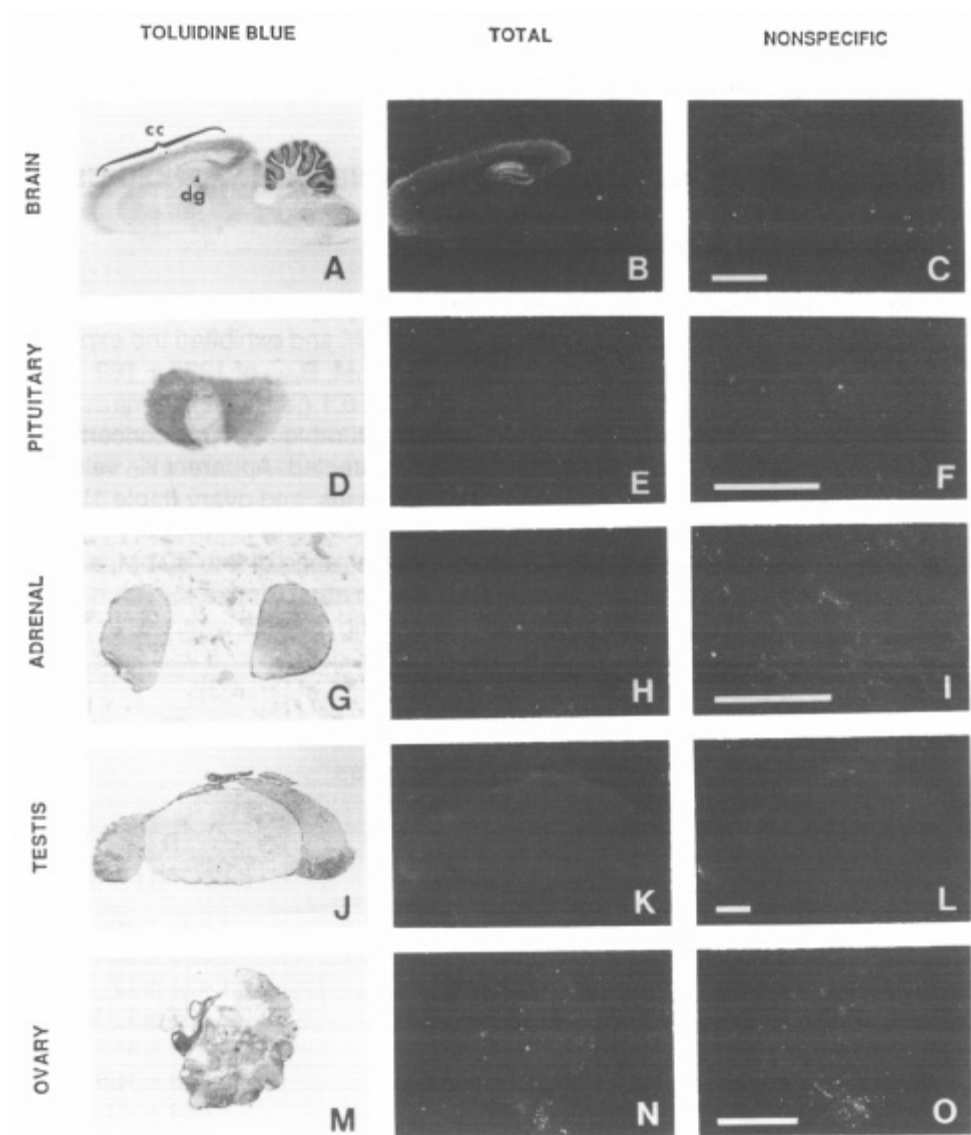 TOLUIDINE BLUE TOTAL NONSPECIFIC
BRAIN
cc
dg
A B C
PITUITARY
D E F
ADRENAL
G H I
TESTIS
J K L
OVARY
M N O